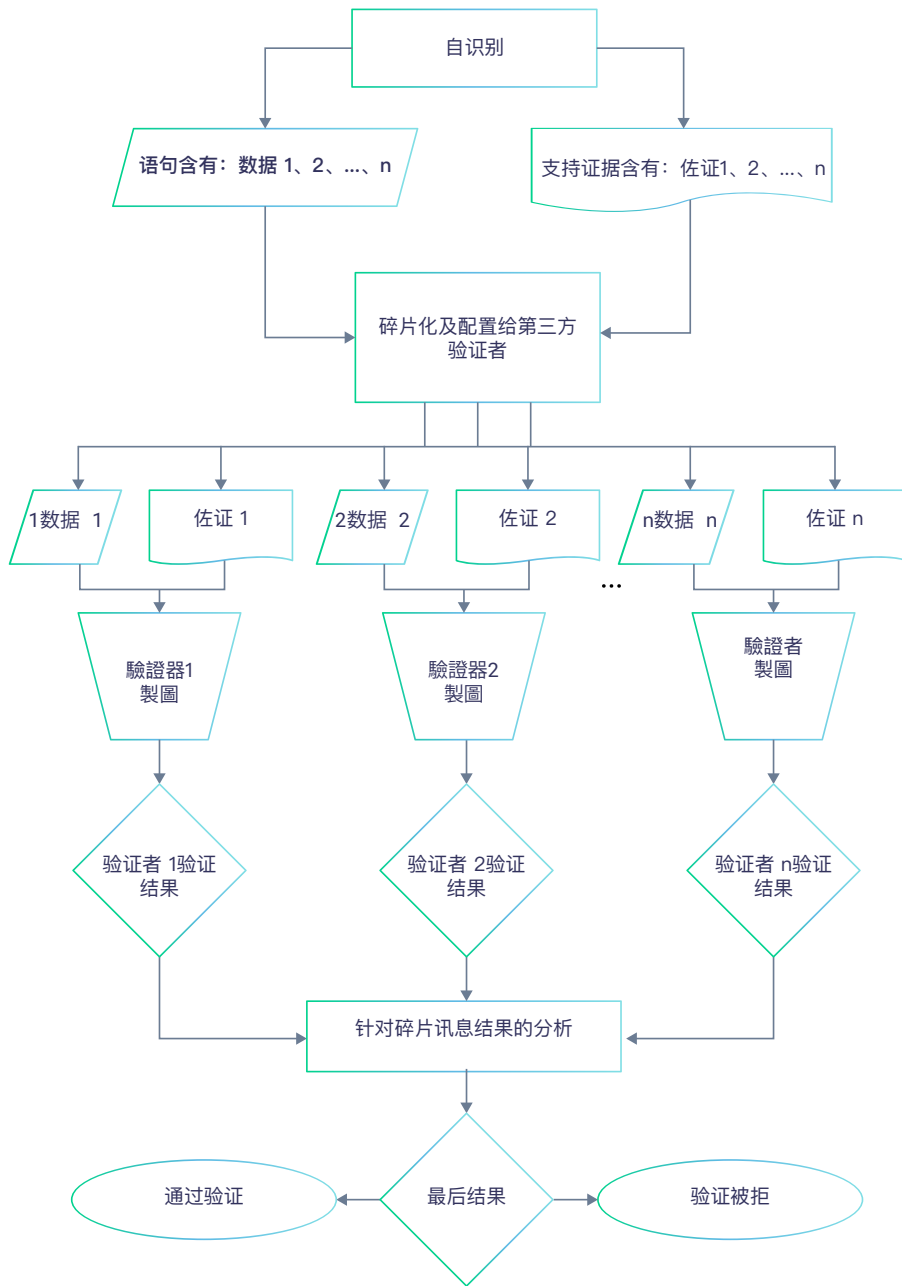 自识别
语句含有：数据 1、2、...、n
支持证据含有：佐证1、2、...、n
碎片化及配置给第三方
验证者
1数据 1
佐证 1
2数据 2
佐证 2
n数据 n
佐证 n
...
驗證器1
製圖
驗證器2
製圖
驗證者
製圖
验证者 1验证
结果
验证者 2验证
结果
验证者 n验证
结果
针对碎片讯息结果的分析
通过验证
最后结果
验证被拒